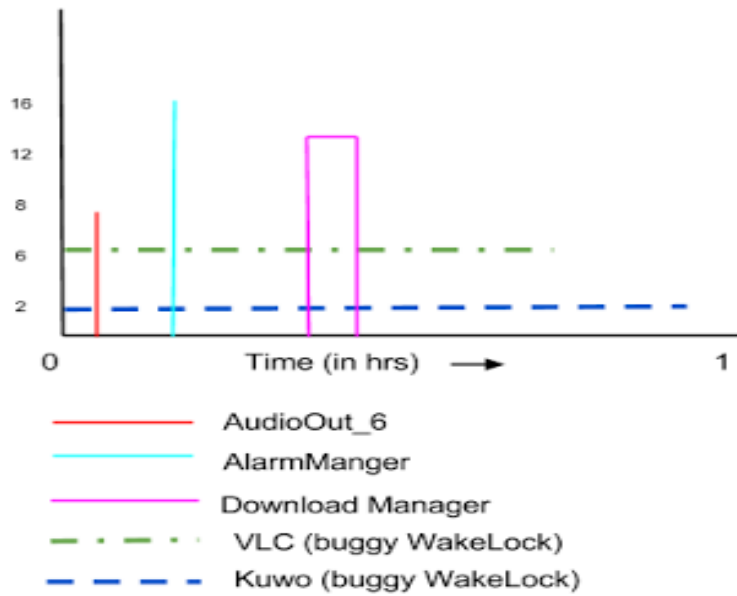 16
12
8
6
2
0 Time (in hrs) 1
AudioOut_6
AlarmManger
Download Manager
VLC (buggy WakeLock)
Kuwo (buggy WakeLock)